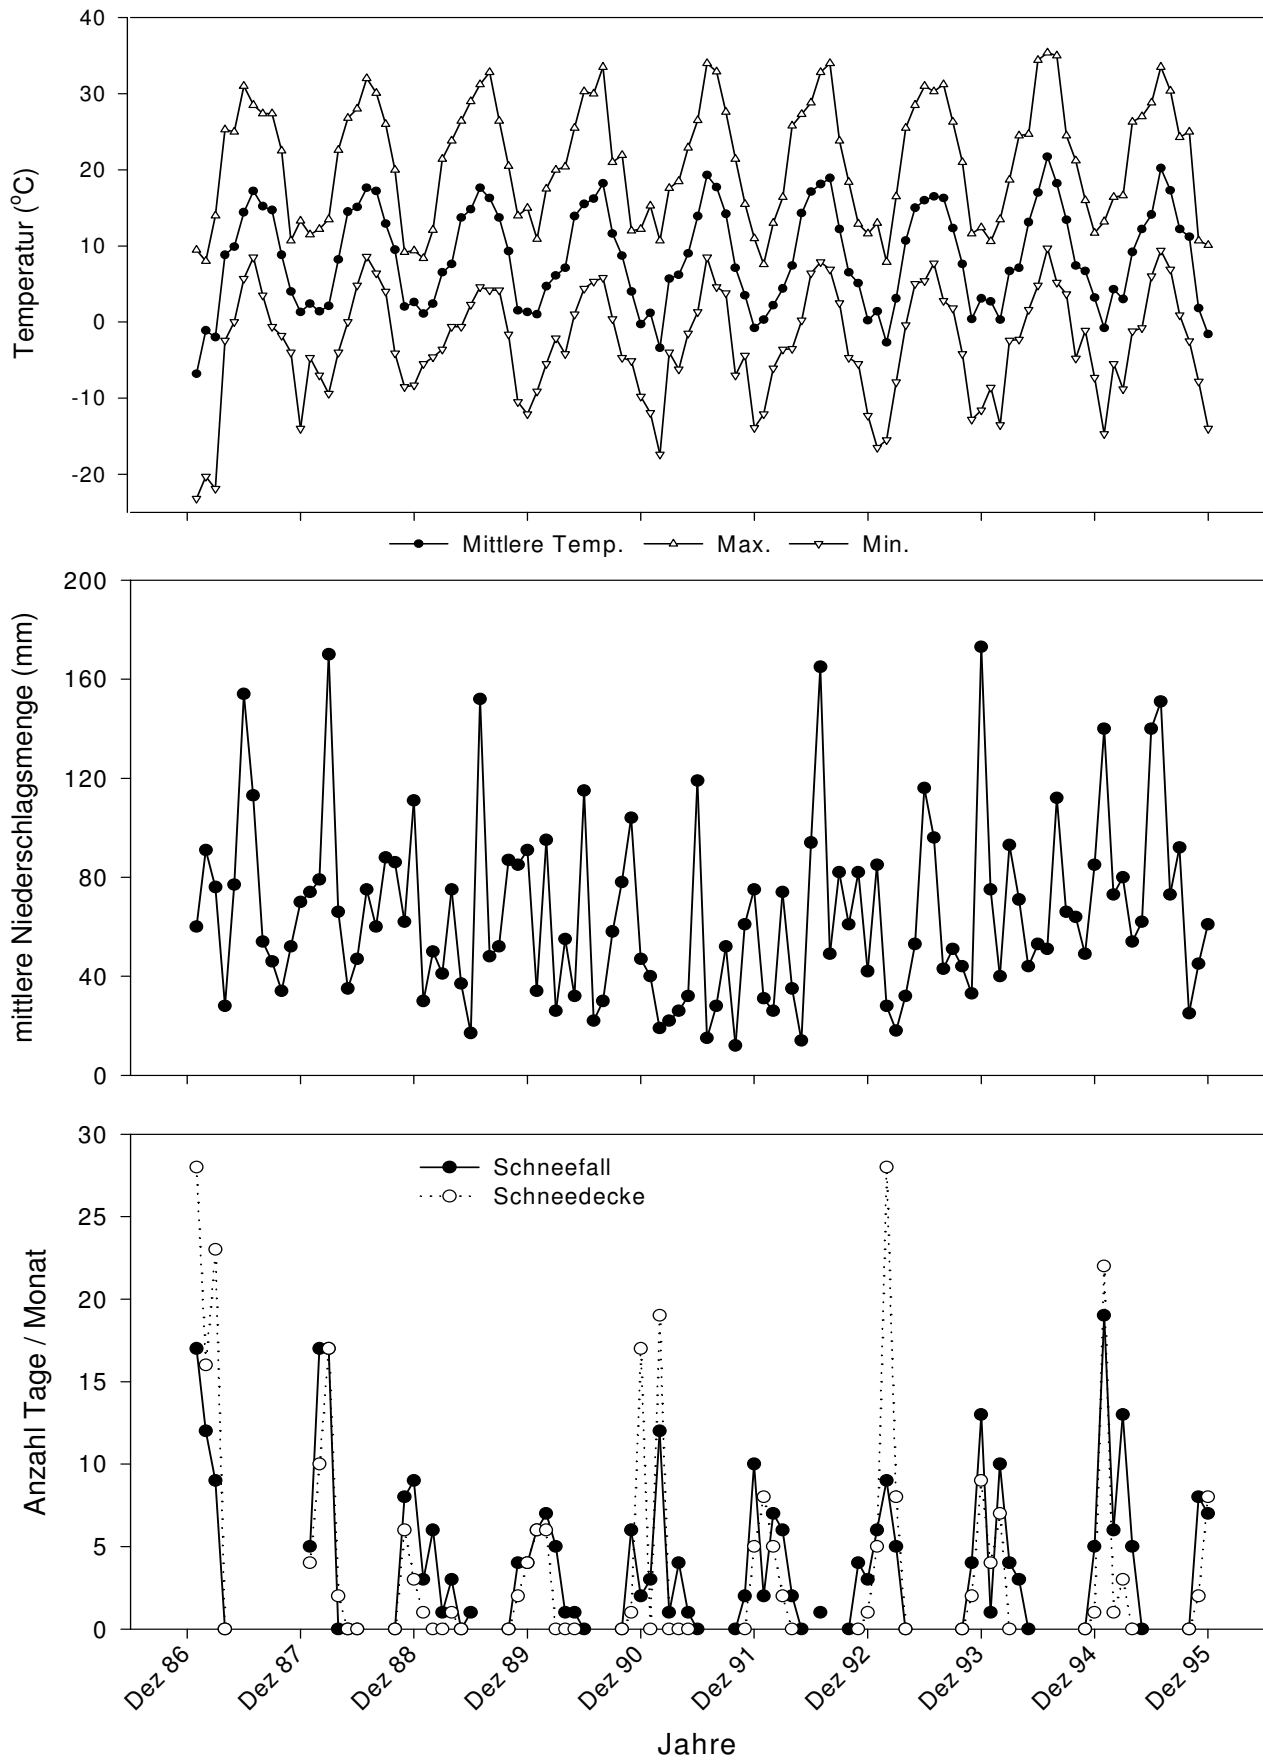 40
30
20
10
0
-10
-20
Temperatur (°C)
Mittlere Temp. Max. Min.
200
160
120
80
40
0
mittlere Niederschlagsmenge (mm)
30
25
20
15
10
5
0
Anzahl Tage / Monat
Schneefall
Schneedecke
Dez 86 Dez 87 Dez 88 Dez 89 Dez 90 Dez 91 Dez 92 Dez 93 Dez 94 Dez 95
Jahre